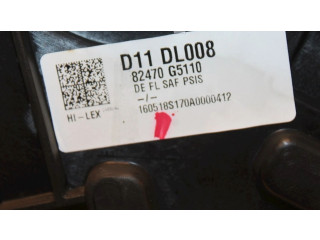 D11 DL008
82470 G5110
DE FL SAF PSIS
-/-
160518S170A0000412
HI-LEX